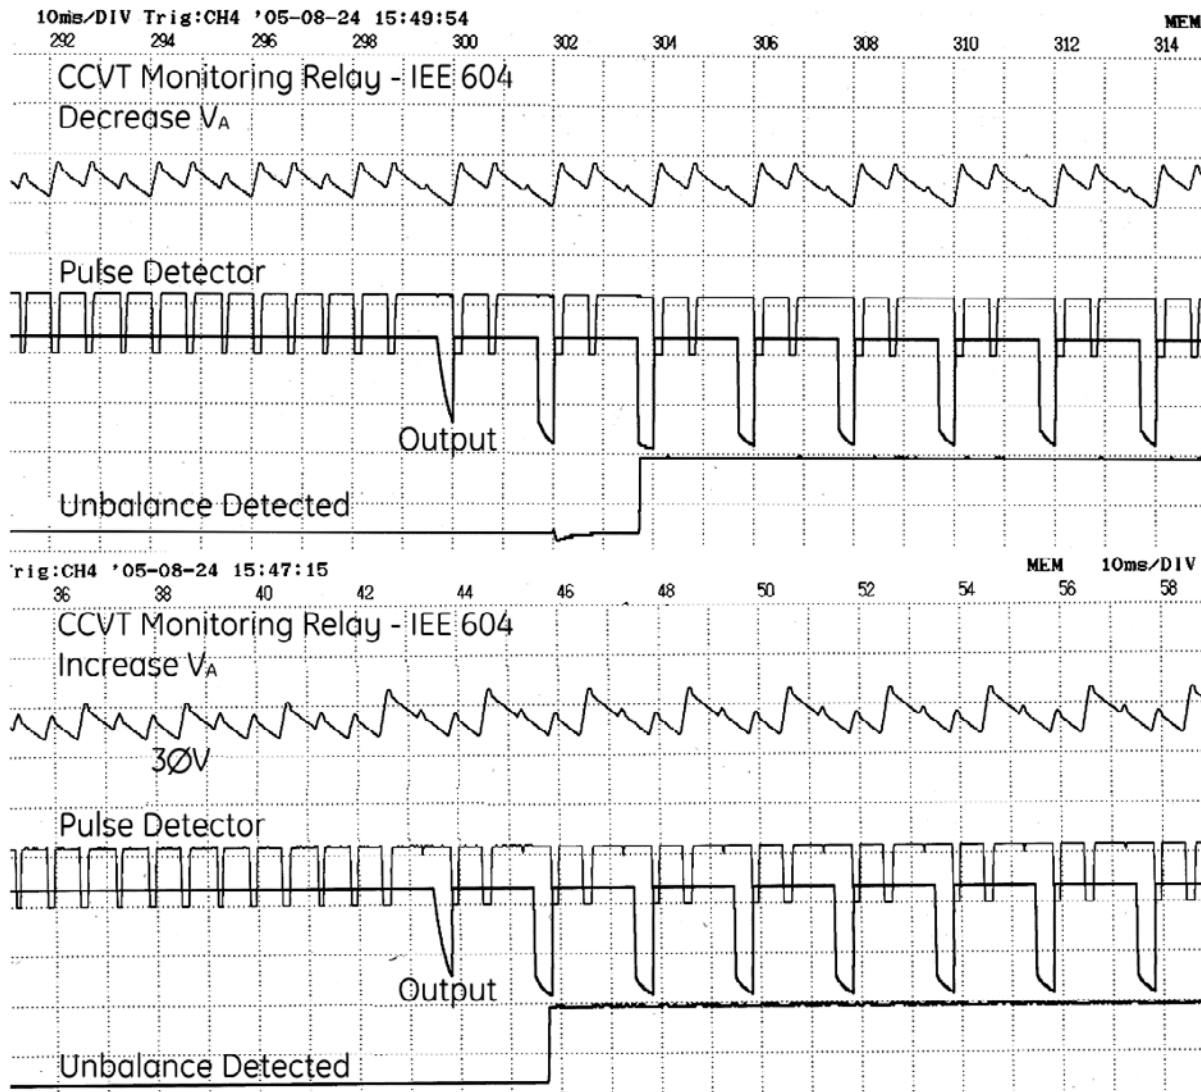 10ms/DIV Trig:CH4 '05-08-24 15:49:54 MEM
292 294 296 298 300 302 304 306 308 310 312 314
CCVT Monitoring Relay - IEE 604
Decrease VA
Pulse Detector
Output
Unbalance Detected
rig:CH4 '05-08-24 15:47:15 MEM 10ms/DIV
36 38 40 42 44 46 48 50 52 54 56 58
CCVT Monitoring Relay - IEE 604
Increase VA
3ØV
Pulse Detector
Output
Unbalance Detected